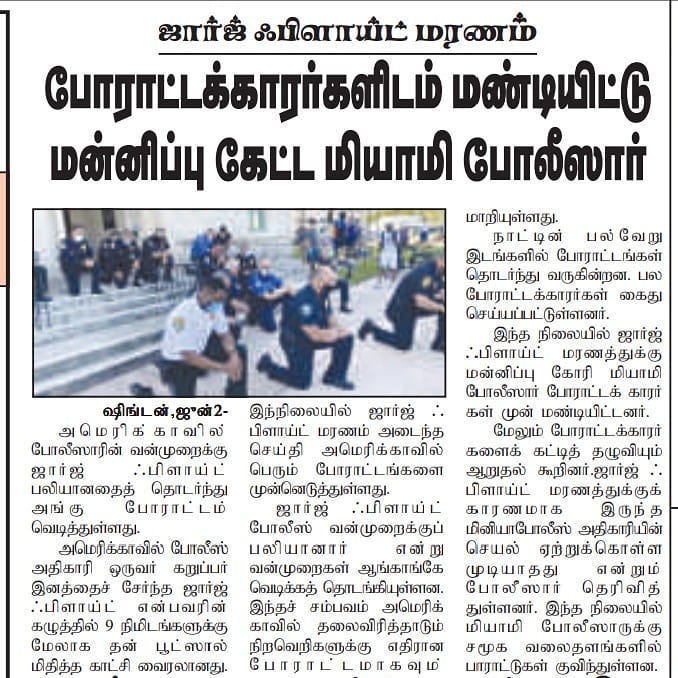 ஜார்ஜ் ஃபிளாய்ட் மரணம்
போராட்டக்காரர்களிடம் மண்டியிட்டு
மன்னிப்பு கேட்ட மியாமி போலீஸார்
ஷிங்டன்,ஜுன்2-
அமெரிக்காவில்
போலீஸாரின் வன்முறைக்கு
ஜார்ஜ் ஃபிளாய்ட்
பலியானதைத் தொடர்ந்து
அங்கு போராட்டம்
வெடித்துள்ளது.
அமெரிக்காவில் போலீஸ்
அதிகாரி ஒருவர் கறுப்பர்
இனத்தைச் சேர்ந்த ஜார்ஜ்
ஃபிளாய்ட் என்பவரின்
கழுத்தில் 9 நிமிடங்களுக்கு
மேலாக தன் பூட்ஸால்
மிதித்த காட்சி வைரலானது.
இந்நிலையில் ஜார்ஜ் ஃ
பிளாய்ட் மரணம் அடைந்த
செய்தி அமெரிக்காவில்
பெரும் போராட்டங்களை
முன்னெடுத்துள்ளது.
ஜார்ஜ் ஃபிளாய்ட்
போலீஸ் வன்முறைக்குப்
பலியானார் என்று
வன்முறைகள் ஆங்காங்கே
வெடிக்கத் தொடங்கியுள்ளன.
இந்தச் சம்பவம் அமெரிக்
காவில் தலைவிரித்தாடும்
நிறவெறிகளுக்கு எதிரான
போராட்டமாகவும்
மாறியுள்ளது.
நாட்டின் பல்வேறு
இடங்களில் போராட்டங்கள்
தொடர்ந்து வருகின்றன. பல
போராட்டக்காரர்கள் கைது
செய்யப்பட்டுள்ளனர்.
இந்த நிலையில் ஜார்ஜ்
ஃபிளாய்ட் மரணத்துக்கு
மன்னிப்பு கோரி மியாமி
போலீஸார் போராட்டக் காரர்
கள் முன் மண்டியிட்டனர்.
மேலும் போராட்டக்காரர்
களைக் கட்டித் தழுவியும்
ஆறுதல் கூறினர்.ஜார்ஜ் ஃ
பிளாய்ட் மரணத்துக்குக்
காரணமாக இருந்த
மினியாபோலீஸ் அதிகாரியின்
செயல் ஏற்றுக்கொள்ள
முடியாதது என்றும்
போலீஸார் தெரிவித்
துள்ளனர். இந்த நிலையில்
மியாமி போலீஸாருக்கு
சமூக வலைதளங்களில்
பாராட்டுகள் குவிந்துள்ளன.